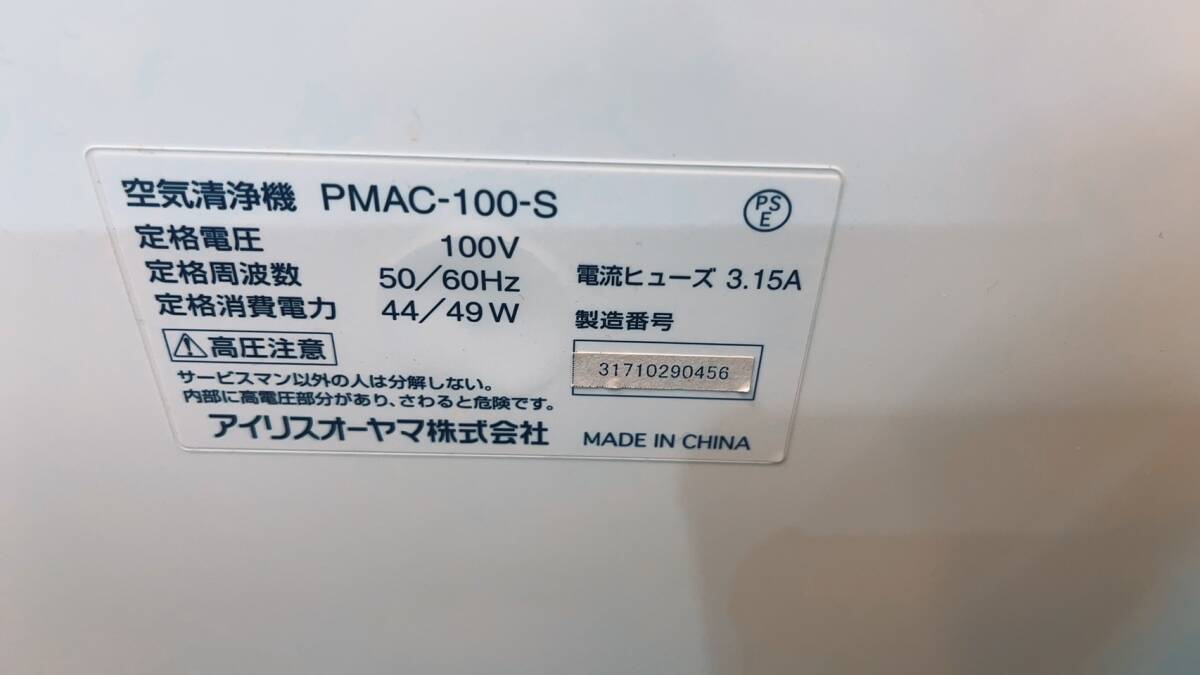 空気清浄機 PMAC-100-S
PS
E
定格電圧 100V
定格周波数 50/60Hz
定格消費電力 44/49W
電流ヒューズ 3.15A
製造番号
31710290456
高圧注意
サービスマン以外の人は分解しない。
内部に高電圧部分があり、さわると危険です。
アイリスオーヤマ株式会社
MADE IN CHINA